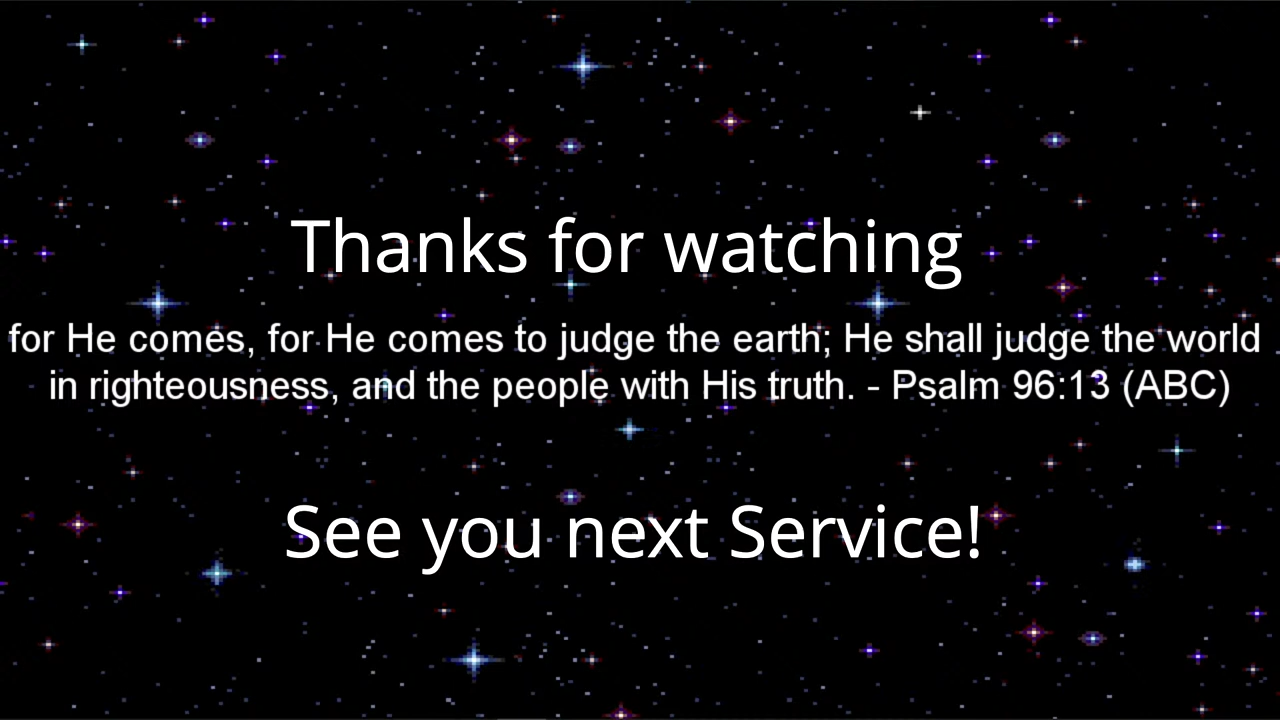 Thanks for watching
for He comes, for He comes to judge the earth; He shall judge the world
in righteousness, and the people with His truth. - Psalm 96:13 (ABC)
See you next Service!